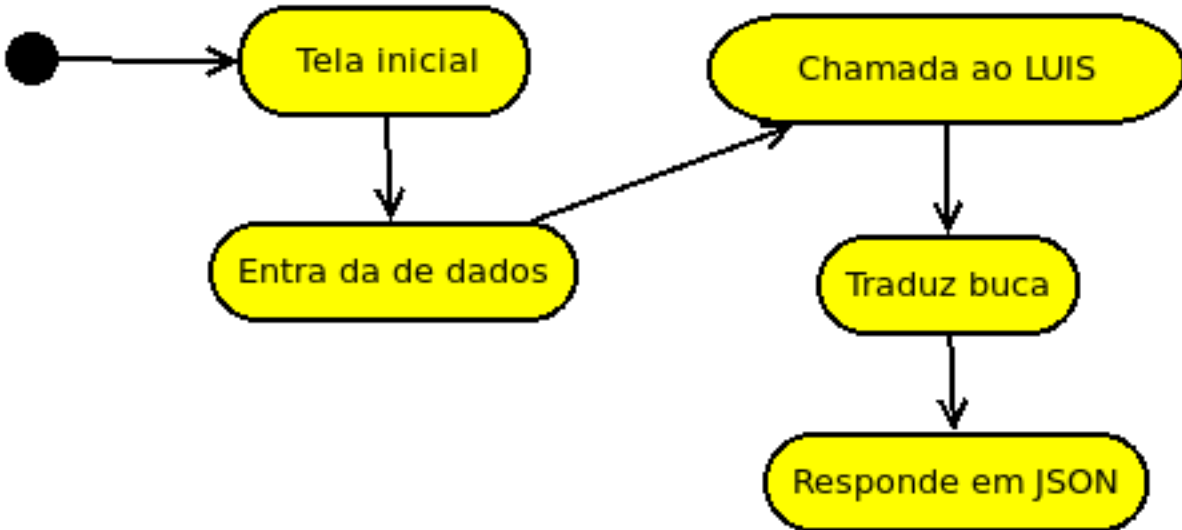 Tela inicial
Entra da de dados
Chamada ao LUIS
Traduz buca
Responde em JSON